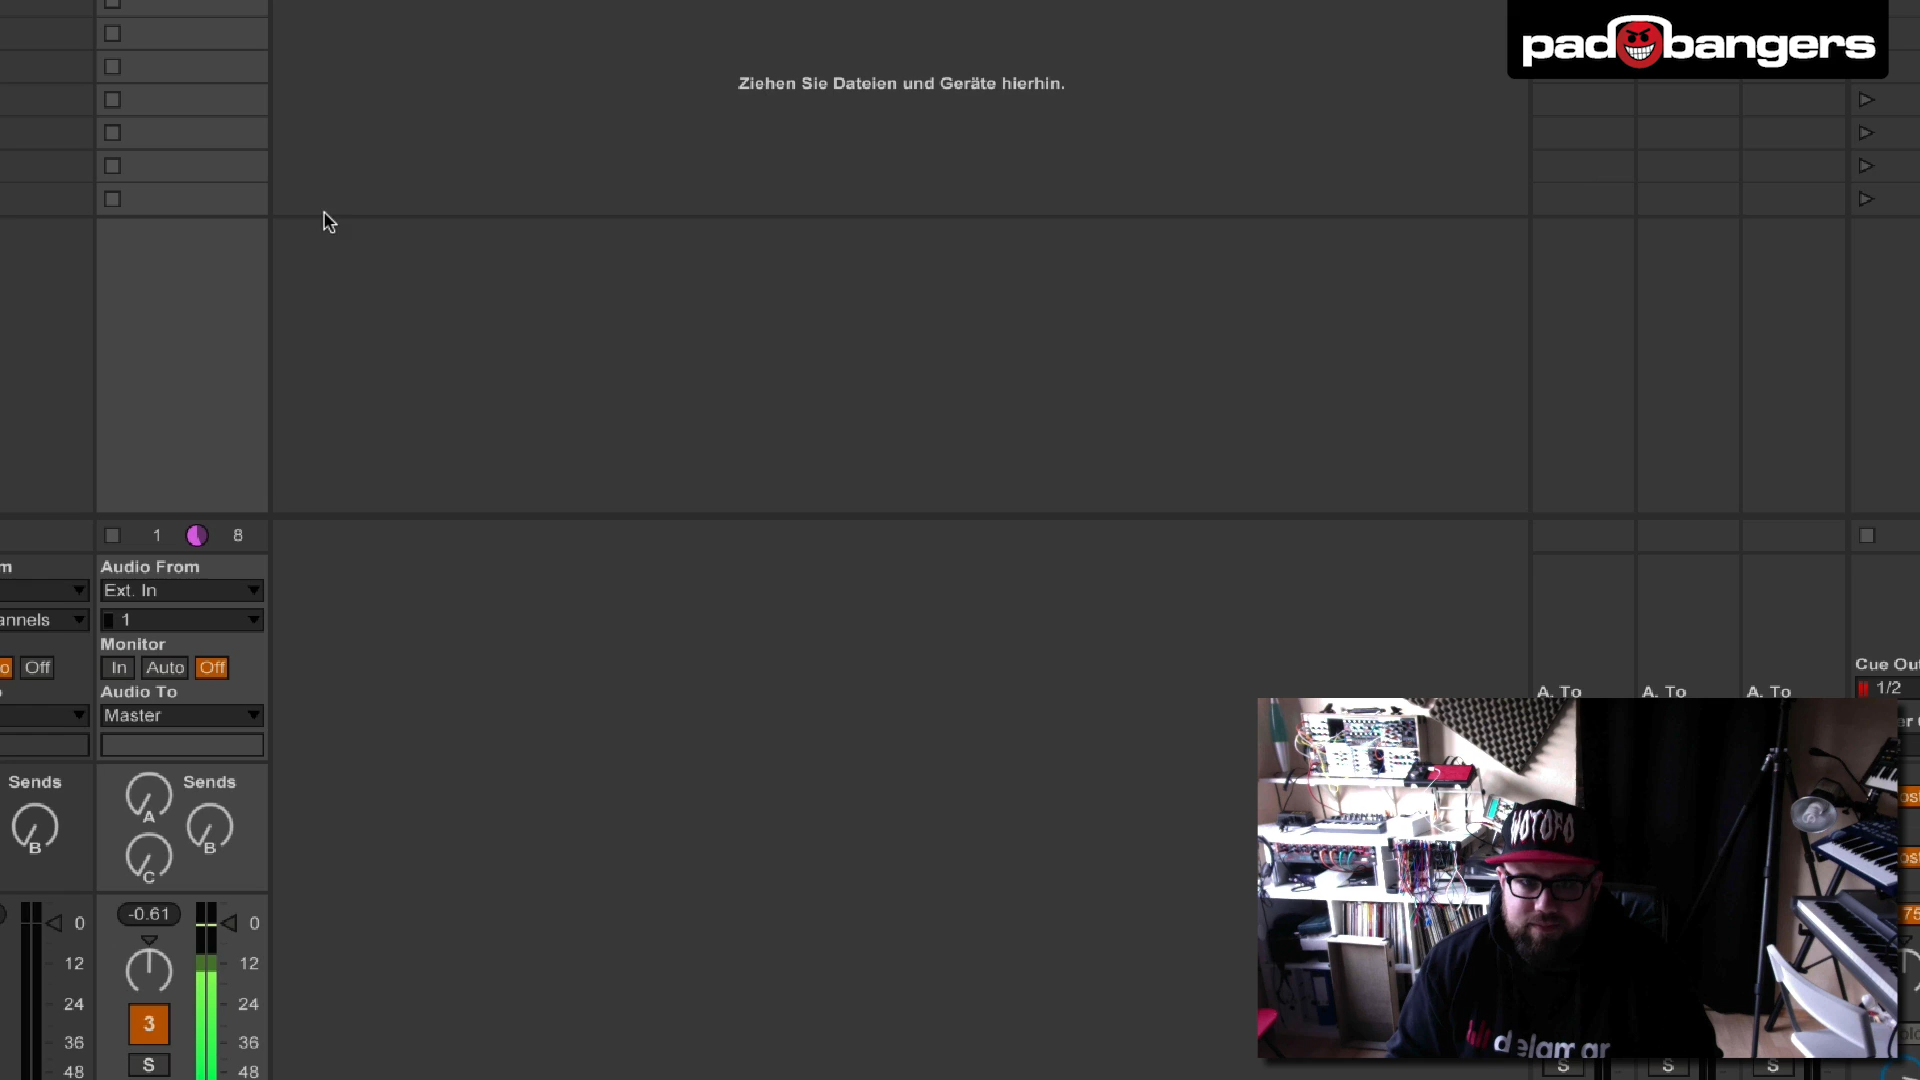 padbangers
Ziehen Sie Dateien und Geräte hierhin.
1 8
Audio From
Ext. In
annels
1
Monitor
Off
In Auto Off
Audio To
Master
Cue Out
1/2
A. To A. To A. To
Sends
B
A
Sends
B
C
-0.61
0
12
24
36
48
0
12
24
36
48
3
S
WOTOFO
delamar
S S S